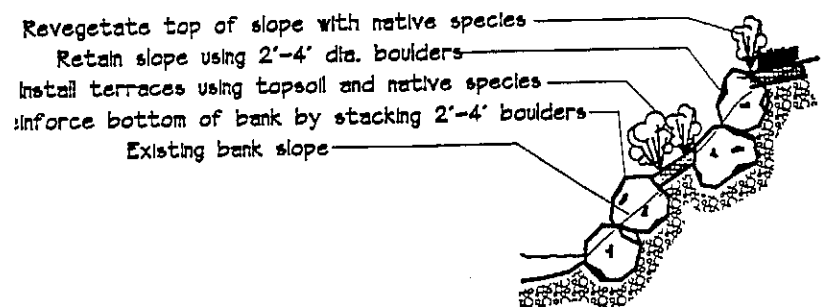 Revegetate top of slope with native species
Retain slope using 2'-4' dia. boulders
Install terraces using topsoil and native species
inforce bottom of bank by stacking 2'-4' boulders
Existing bank slope